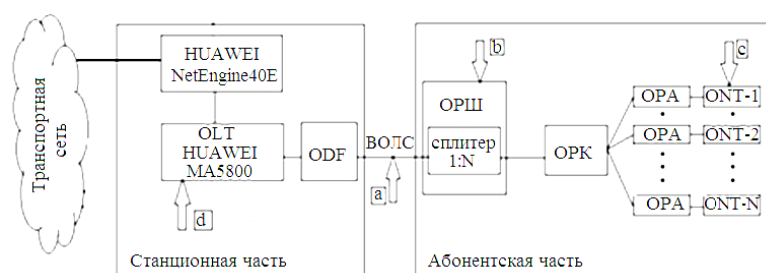 Транспортная
сеть
HUAWEI
NetEngine40E
OLT
HUAWEI
MA5800
d
ODF
Станционная часть
ВОЛС
a
b
ОРШ
сплитер
1:N
ОРК
c
ОРА
ONT-1
ОРА
ONT-2
ОРА
ONT-N
Абонентская часть